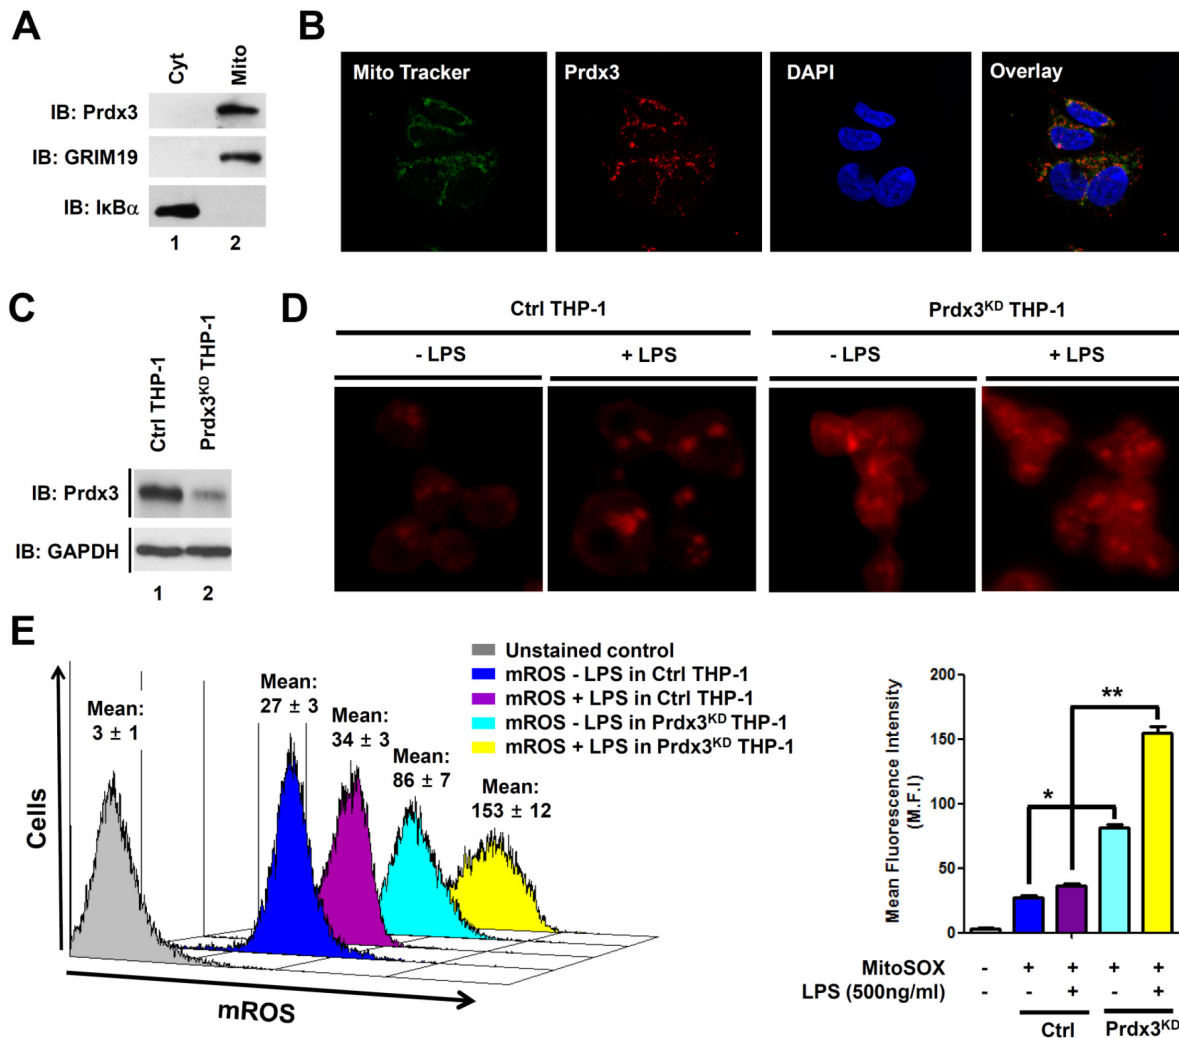 A
Cyt
Mito
IB: Prdx3
IB: GRIM19
IB: IκBα
1 2
B
Mito Tracker
Prdx3
DAPI
Overlay
C
Ctrl THP-1
Prdx3KD THP-1
IB: Prdx3
IB: GAPDH
1 2
D
Ctrl THP-1
Prdx3KD THP-1
- LPS
+ LPS
- LPS
+ LPS
E
Unstained control
mROS - LPS in Ctrl THP-1
mROS + LPS in Ctrl THP-1
mROS - LPS in Prdx3KD THP-1
mROS + LPS in Prdx3KD THP-1
Mean:
3 ± 1
Mean:
27 ± 3
Mean:
34 ± 3
Mean:
86 ± 7
Mean:
153 ± 12
Cells
mROS
Mean Fluorescence Intensity
(M.F.I)
200
150
100
50
0
*
**
MitoSOX - + + + +
LPS (500ng/ml) - - + - +
Ctrl
Prdx3KD